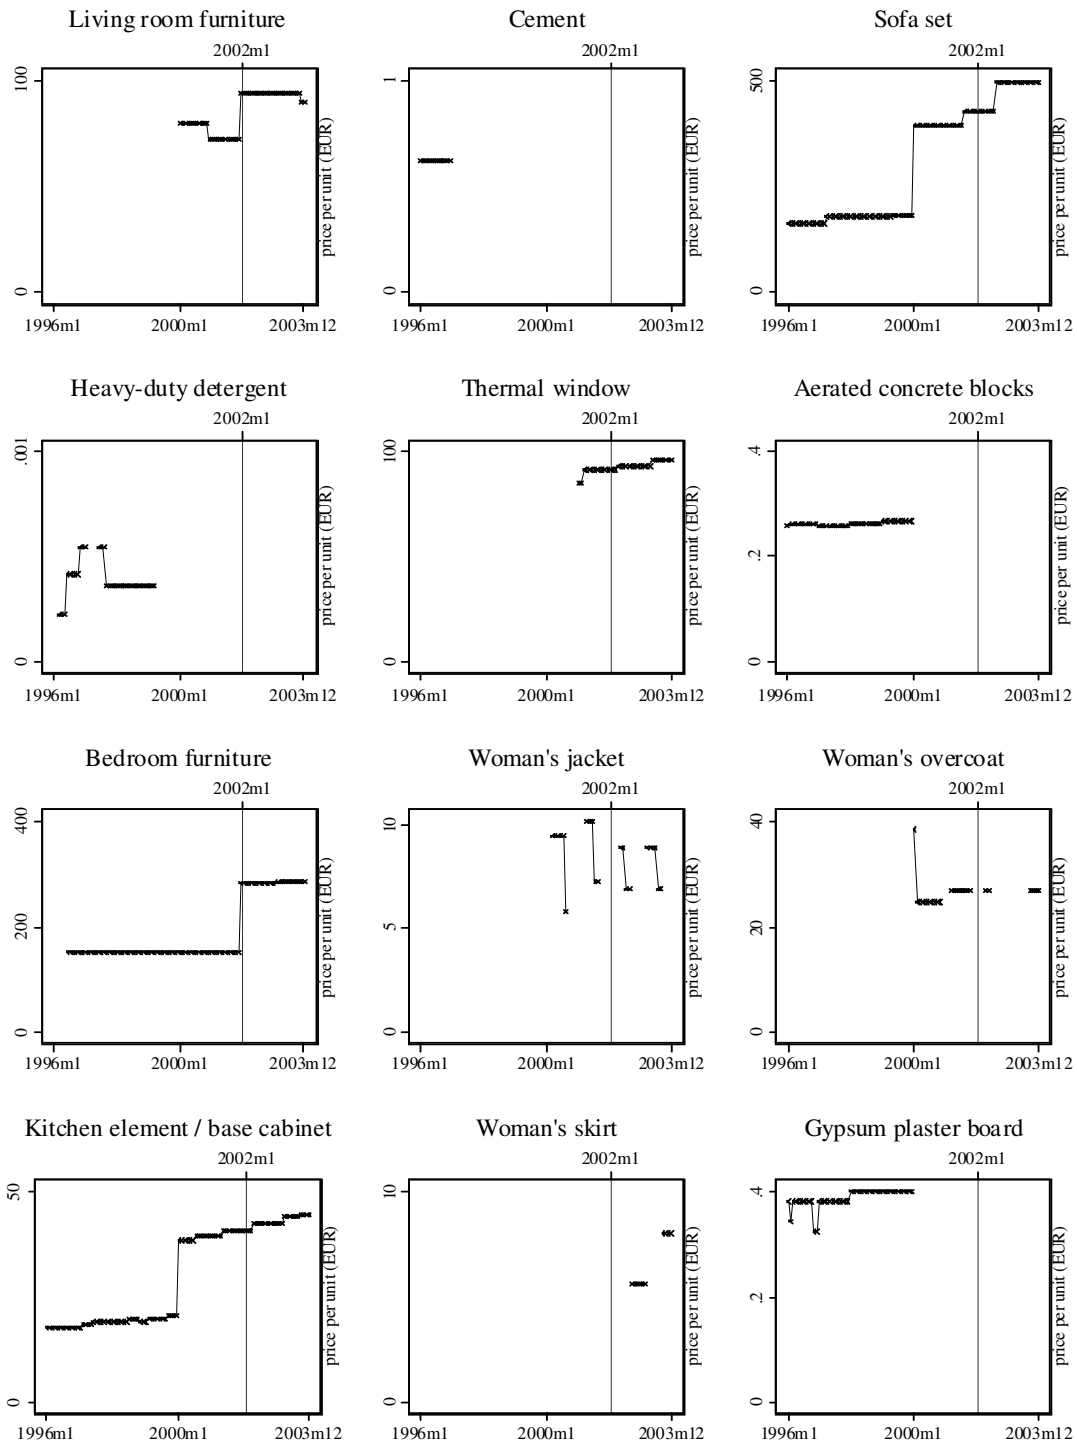 Living room furniture
2002m1
100
0
price per unit (EUR)
1996m1 2000m1 2003m12
Cement
2002m1
1
0
price per unit (EUR)
1996m1 2000m1 2003m12
Sofa set
2002m1
500
0
price per unit (EUR)
1996m1 2000m1 2003m12
Heavy-duty detergent
2002m1
.001
0
price per unit (EUR)
1996m1 2000m1 2003m12
Thermal window
2002m1
100
0
price per unit (EUR)
1996m1 2000m1 2003m12
Aerated concrete blocks
2002m1
.4
.2
0
price per unit (EUR)
1996m1 2000m1 2003m12
Bedroom furniture
2002m1
400
200
0
price per unit (EUR)
1996m1 2000m1 2003m12
Woman's jacket
2002m1
10
5
0
price per unit (EUR)
1996m1 2000m1 2003m12
Woman's overcoat
2002m1
40
20
0
price per unit (EUR)
1996m1 2000m1 2003m12
Kitchen element / base cabinet
2002m1
50
0
price per unit (EUR)
1996m1 2000m1 2003m12
Woman's skirt
2002m1
10
0
price per unit (EUR)
1996m1 2000m1 2003m12
Gypsum plaster board
2002m1
.4
.2
0
price per unit (EUR)
1996m1 2000m1 2003m12